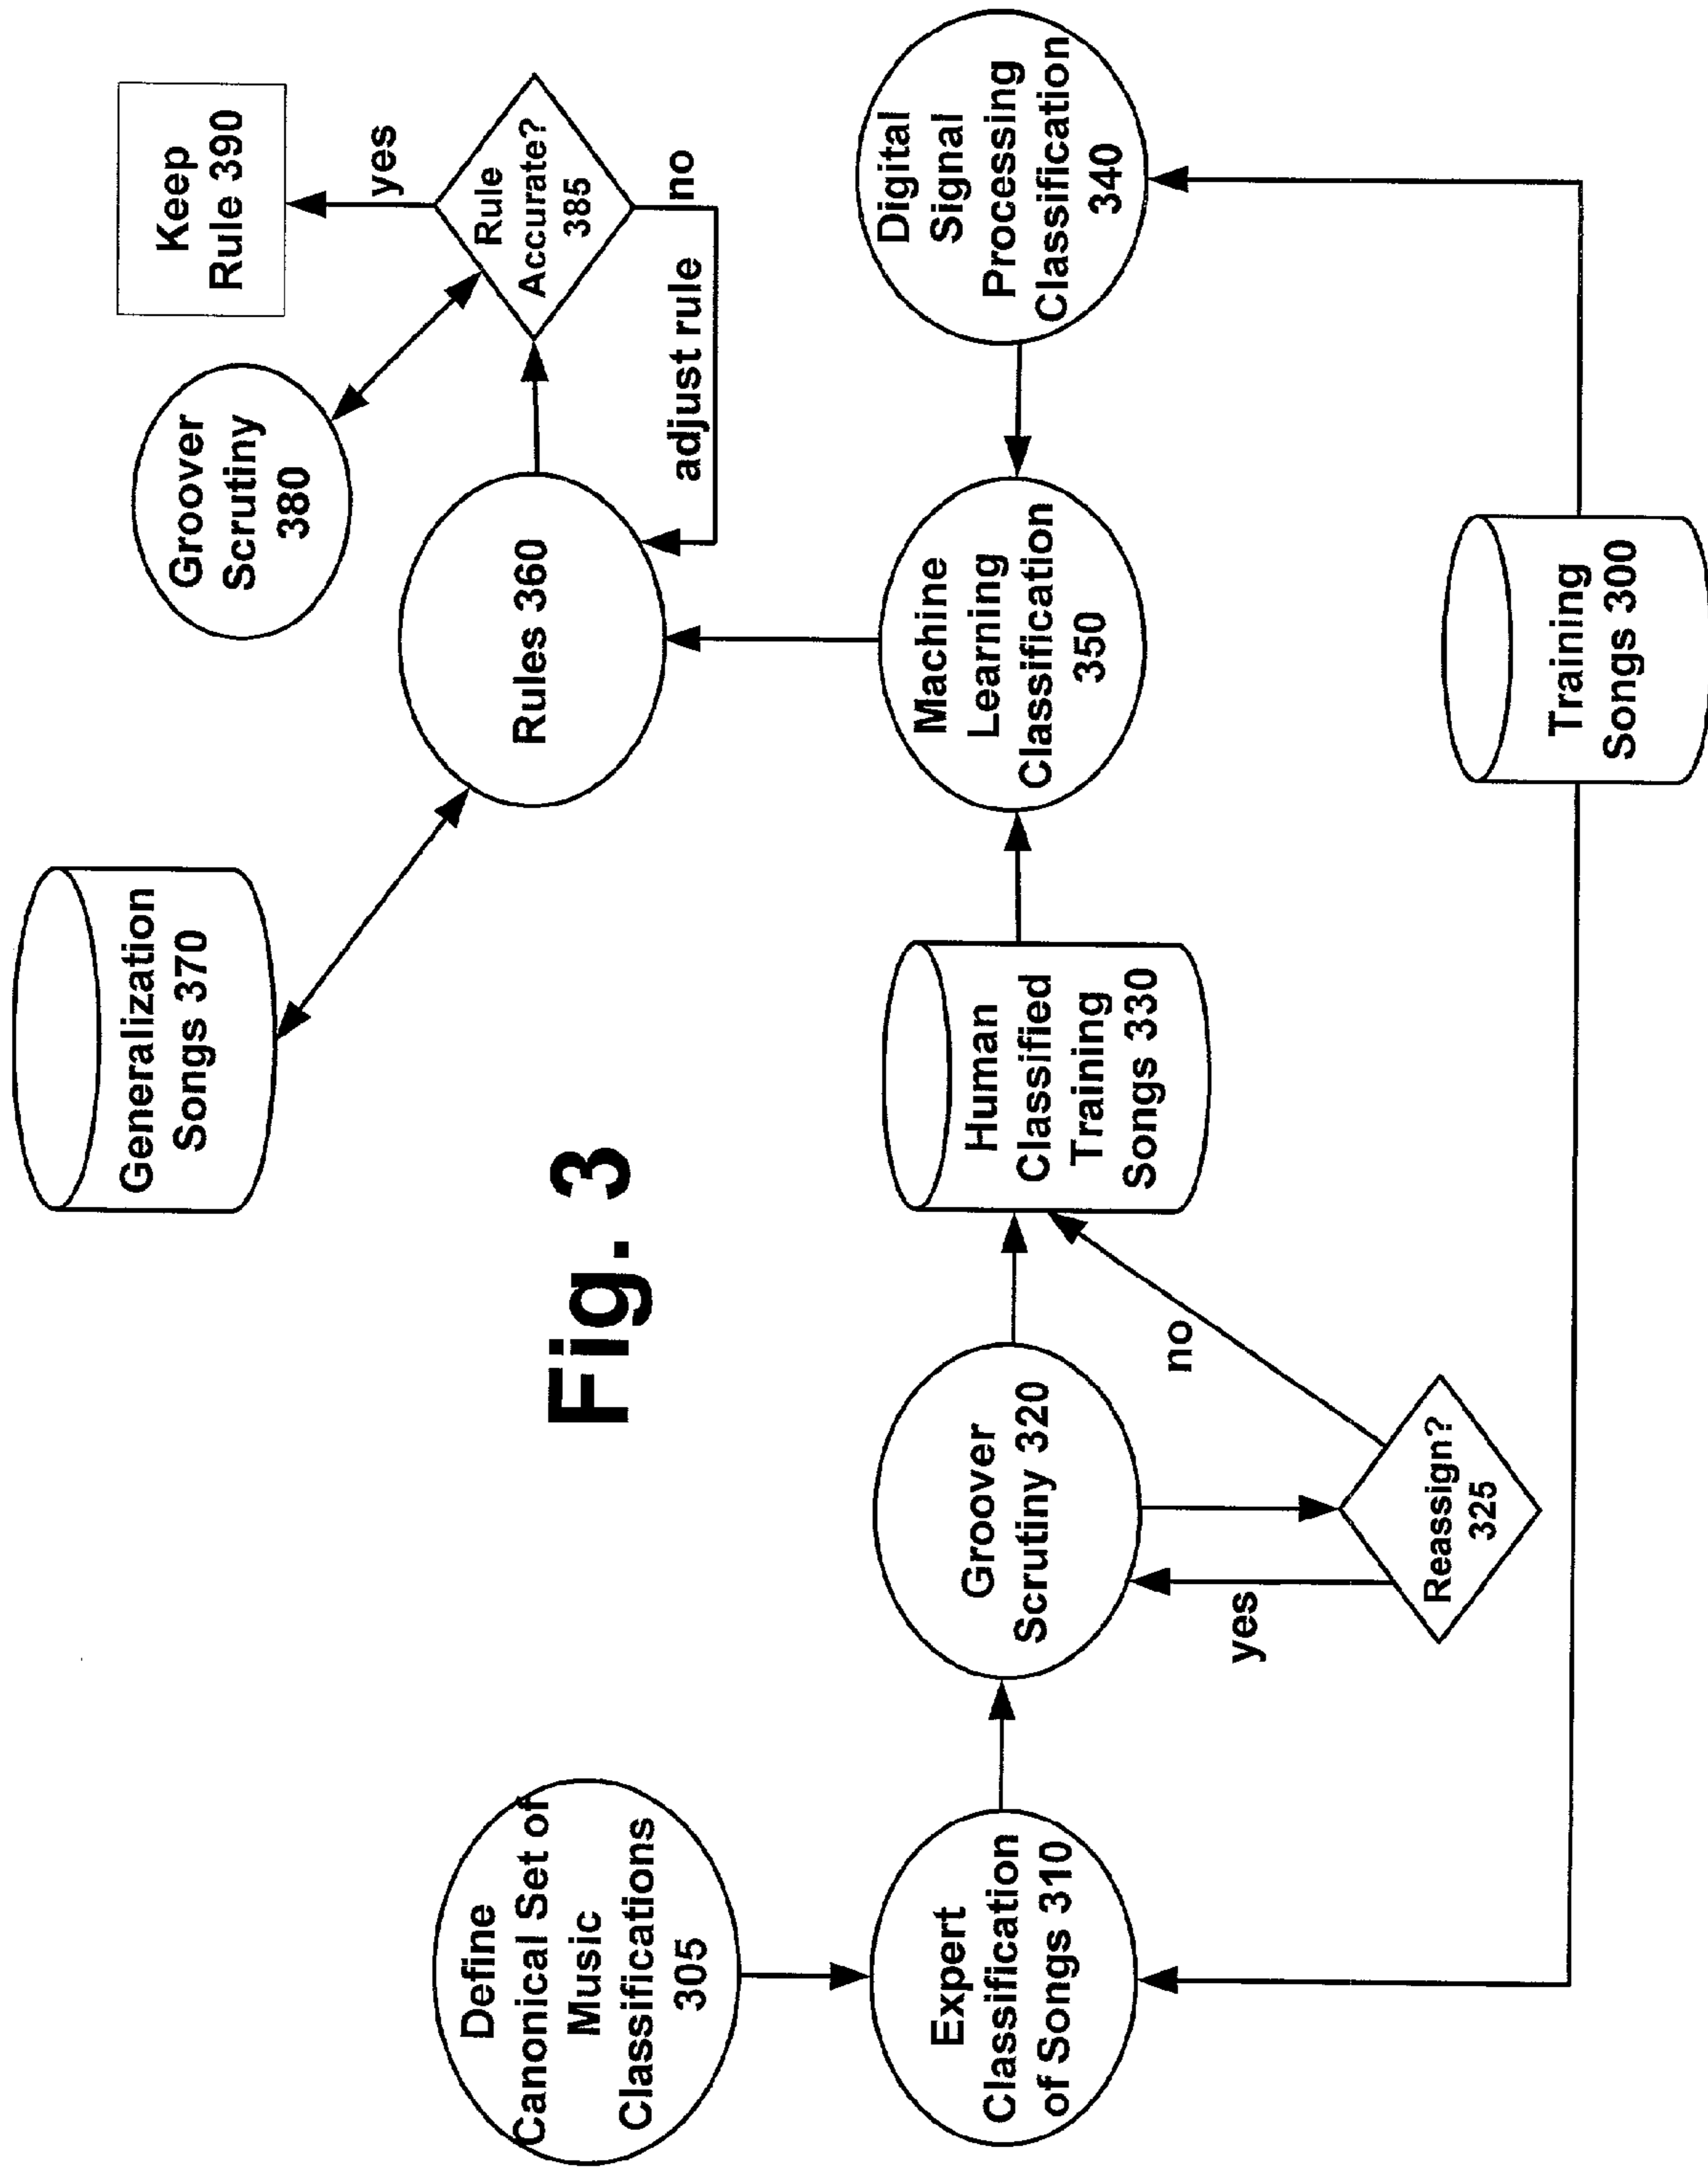 Generalization
Songs 370
Groover
Scrutiny
380
Keep
Rule 390
yes
Rule
Accurate?
385
no
adjust rule
Rules 360
Fig. 3
Define
Canonical Set of
Music
Classifications
305
Expert
Classification
of Songs 310
Groover
Scrutiny 320
yes
no
Reassign?
325
Human
Classified
Training
Songs 330
Machine
Learning
Classification
350
Digital
Signal
Processing
Classification
340
Training
Songs 300